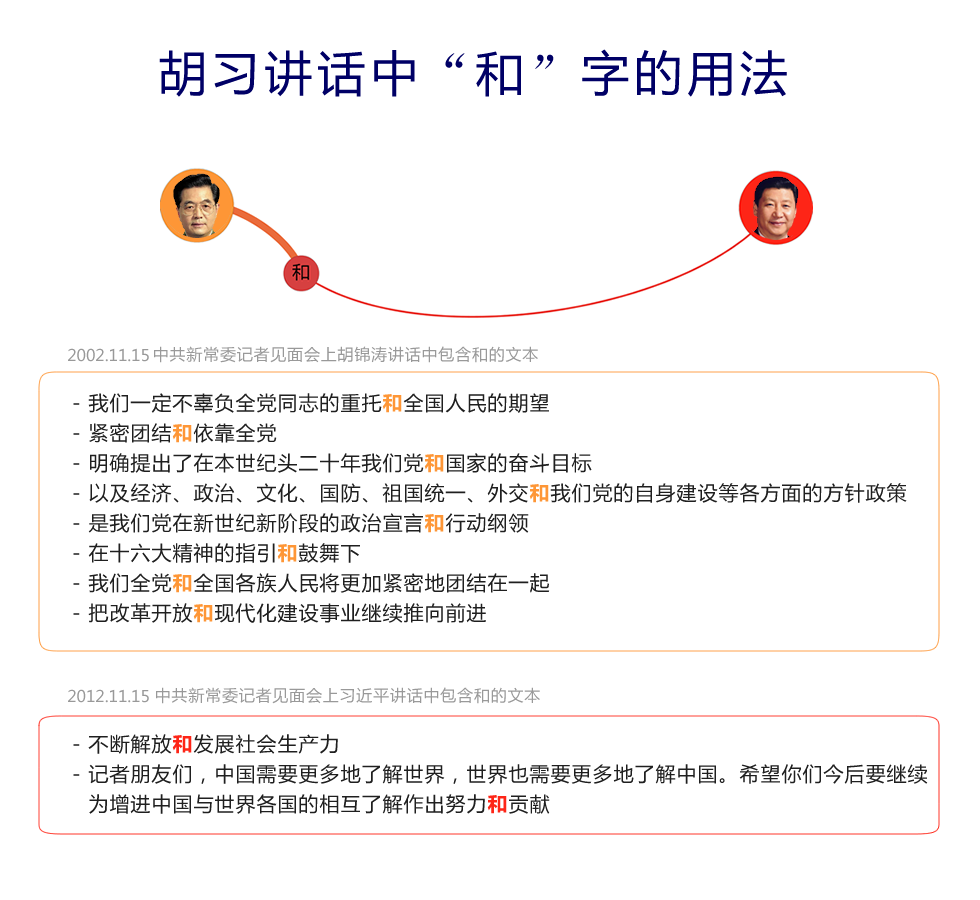 胡习讲话中“和”字的用法
和
2002.11.15 中共新常委记者见面会上胡锦涛讲话中包含和的文本
- 我们一定不辜负全党同志的重托和全国人民的期望
- 紧密团结和依靠全党
- 明确提出了在本世纪头二十年我们党和国家的奋斗目标
- 以及经济、政治、文化、国防、祖国统一、外交和我们党的自身建设等各方面的方针政策
- 是我们党在新世纪新阶段的政治宣言和行动纲领
- 在十六大精神的指引和鼓舞下
- 我们全党和全国各族人民将更加紧密地团结在一起
- 把改革开放和现代化建设事业继续推向前进
2012.11.15 中共新常委记者见面会上习近平讲话中包含和的文本
- 不断解放和发展社会生产力
- 记者朋友们，中国需要更多地了解世界，世界也需要更多地了解中国。希望你们今后要继续
为增进中国与世界各国的相互了解作出努力和贡献